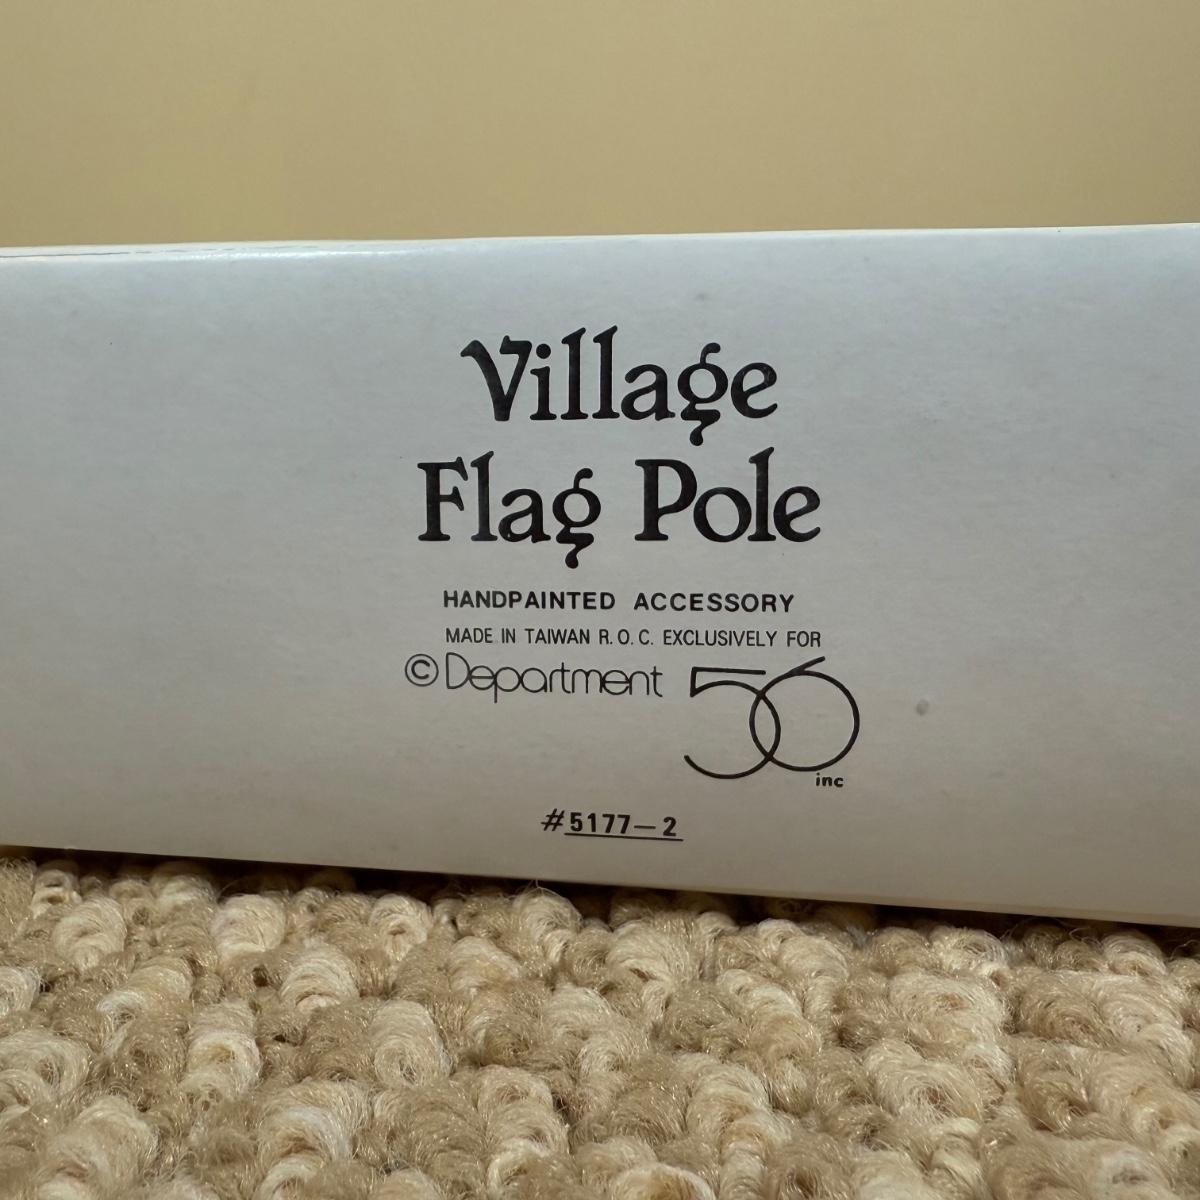 Village
Flag Pole
HANDPAINTED ACCESSORY
MADE IN TAIWAN R.O.C. EXCLUSIVELY FOR
© Department 56
inc
#5177-2